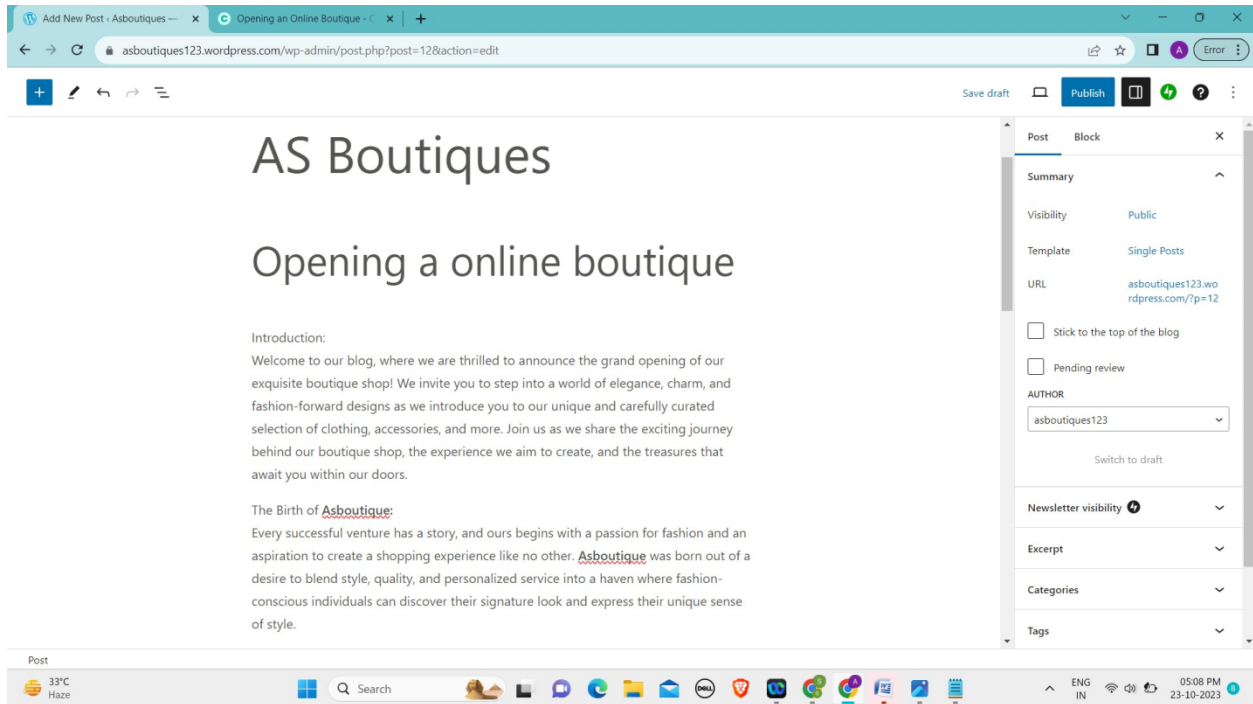 Add New Post ‹ Asboutiques —
Opening an Online Boutique - C
asboutiques123.wordpress.com/wp-admin/post.php?post=12&action=edit
A
Error
Save draft
Publish
AS Boutiques
Opening a online boutique
Introduction:
Welcome to our blog, where we are thrilled to announce the grand opening of our
exquisite boutique shop! We invite you to step into a world of elegance, charm, and
fashion-forward designs as we introduce you to our unique and carefully curated
selection of clothing, accessories, and more. Join us as we share the exciting journey
behind our boutique shop, the experience we aim to create, and the treasures that
await you within our doors.
The Birth of Asboutique:
Every successful venture has a story, and ours begins with a passion for fashion and an
aspiration to create a shopping experience like no other. Asboutique was born out of a
desire to blend style, quality, and personalized service into a haven where fashion-
conscious individuals can discover their signature look and express their unique sense
of style.
Post Block
Summary
Visibility Public
Template Single Posts
URL asboutiques123.wo
rdpress.com/?p=12
Stick to the top of the blog
Pending review
AUTHOR
asboutiques123
Switch to draft
Newsletter visibility
Excerpt
Categories
Tags
Post
33°C
Haze
Search
DELL
ENG
IN
05:08 PM
23-10-2023
8